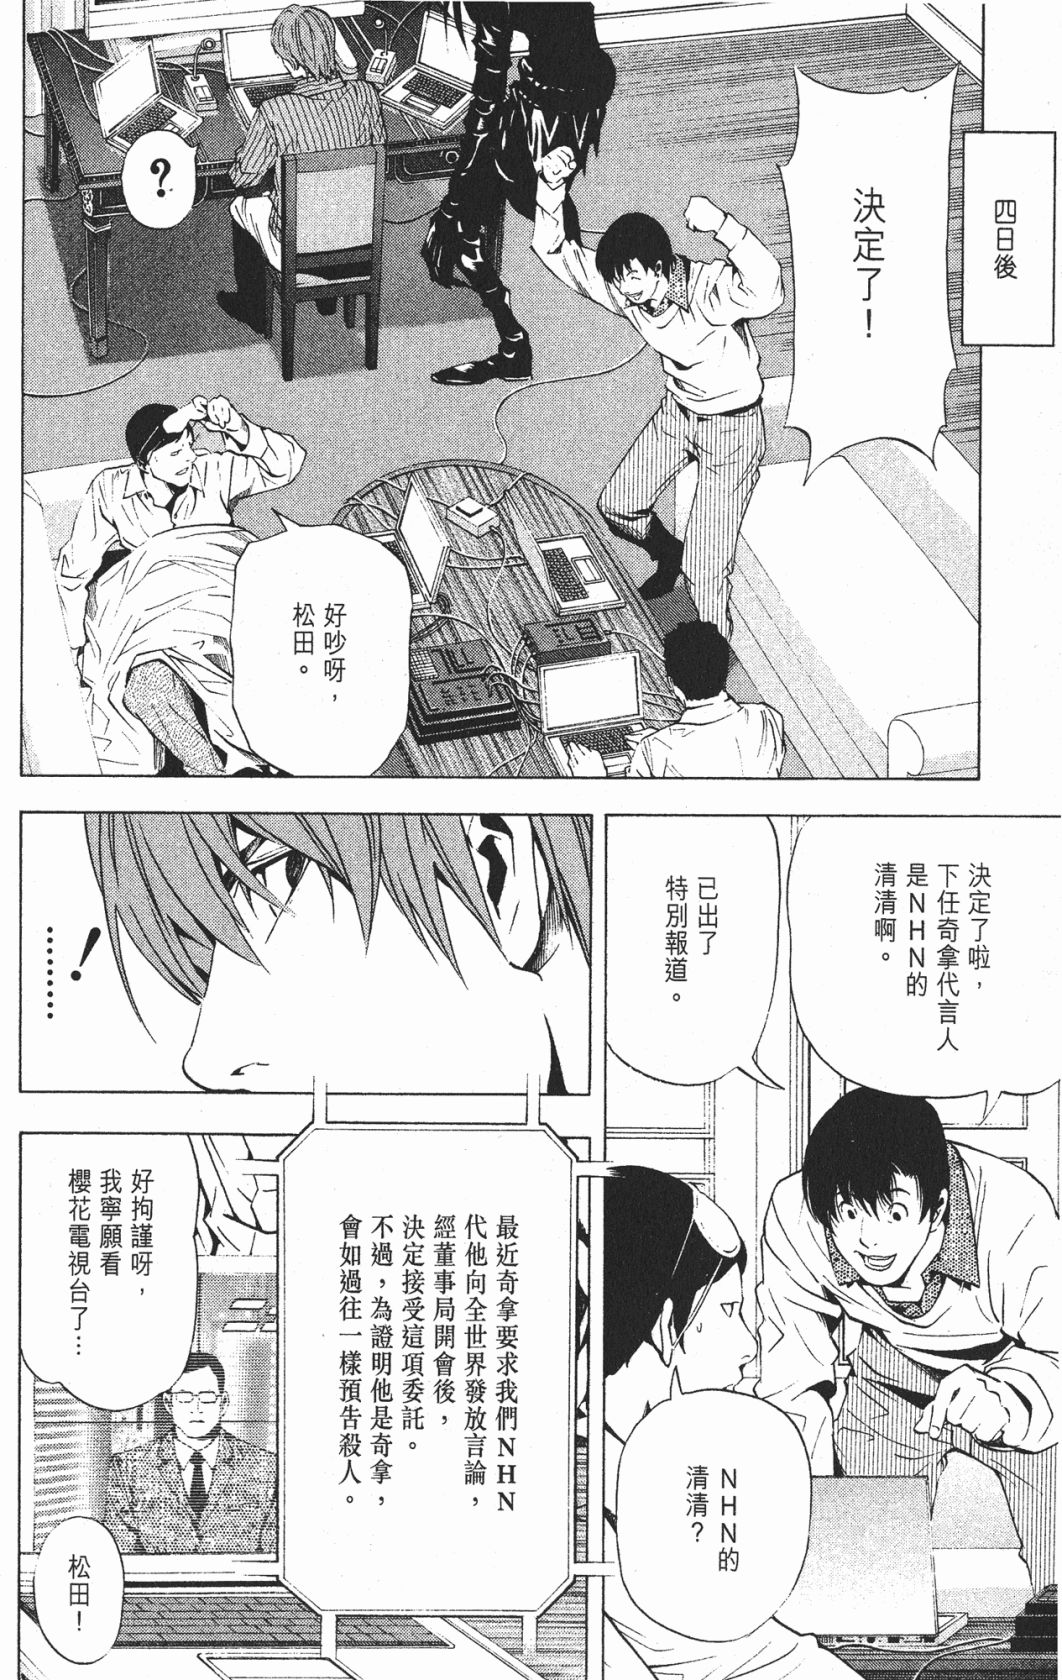 四日後
決定了！
？
好吵呀，
松田。
決定了啦，
下任奇拿代言人
是NHN的
清清啊。
已出了
特別報道。
！
………
NHN的
清清？
最近奇拿要求我們NHN
代他向全世界發放言論，
經董事局開會後，
決定接受這項委託。
不過，為證明他是奇拿，
會如過往一樣預告殺人。
好拘謹呀，
我寧願看
櫻花電視台了…
松田！